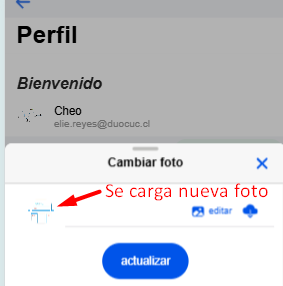 Perfil
Bienvenido
Cheo
elie.reyes@duocuc.cl
Cambiar foto
Se carga nueva foto
editar
actualizar